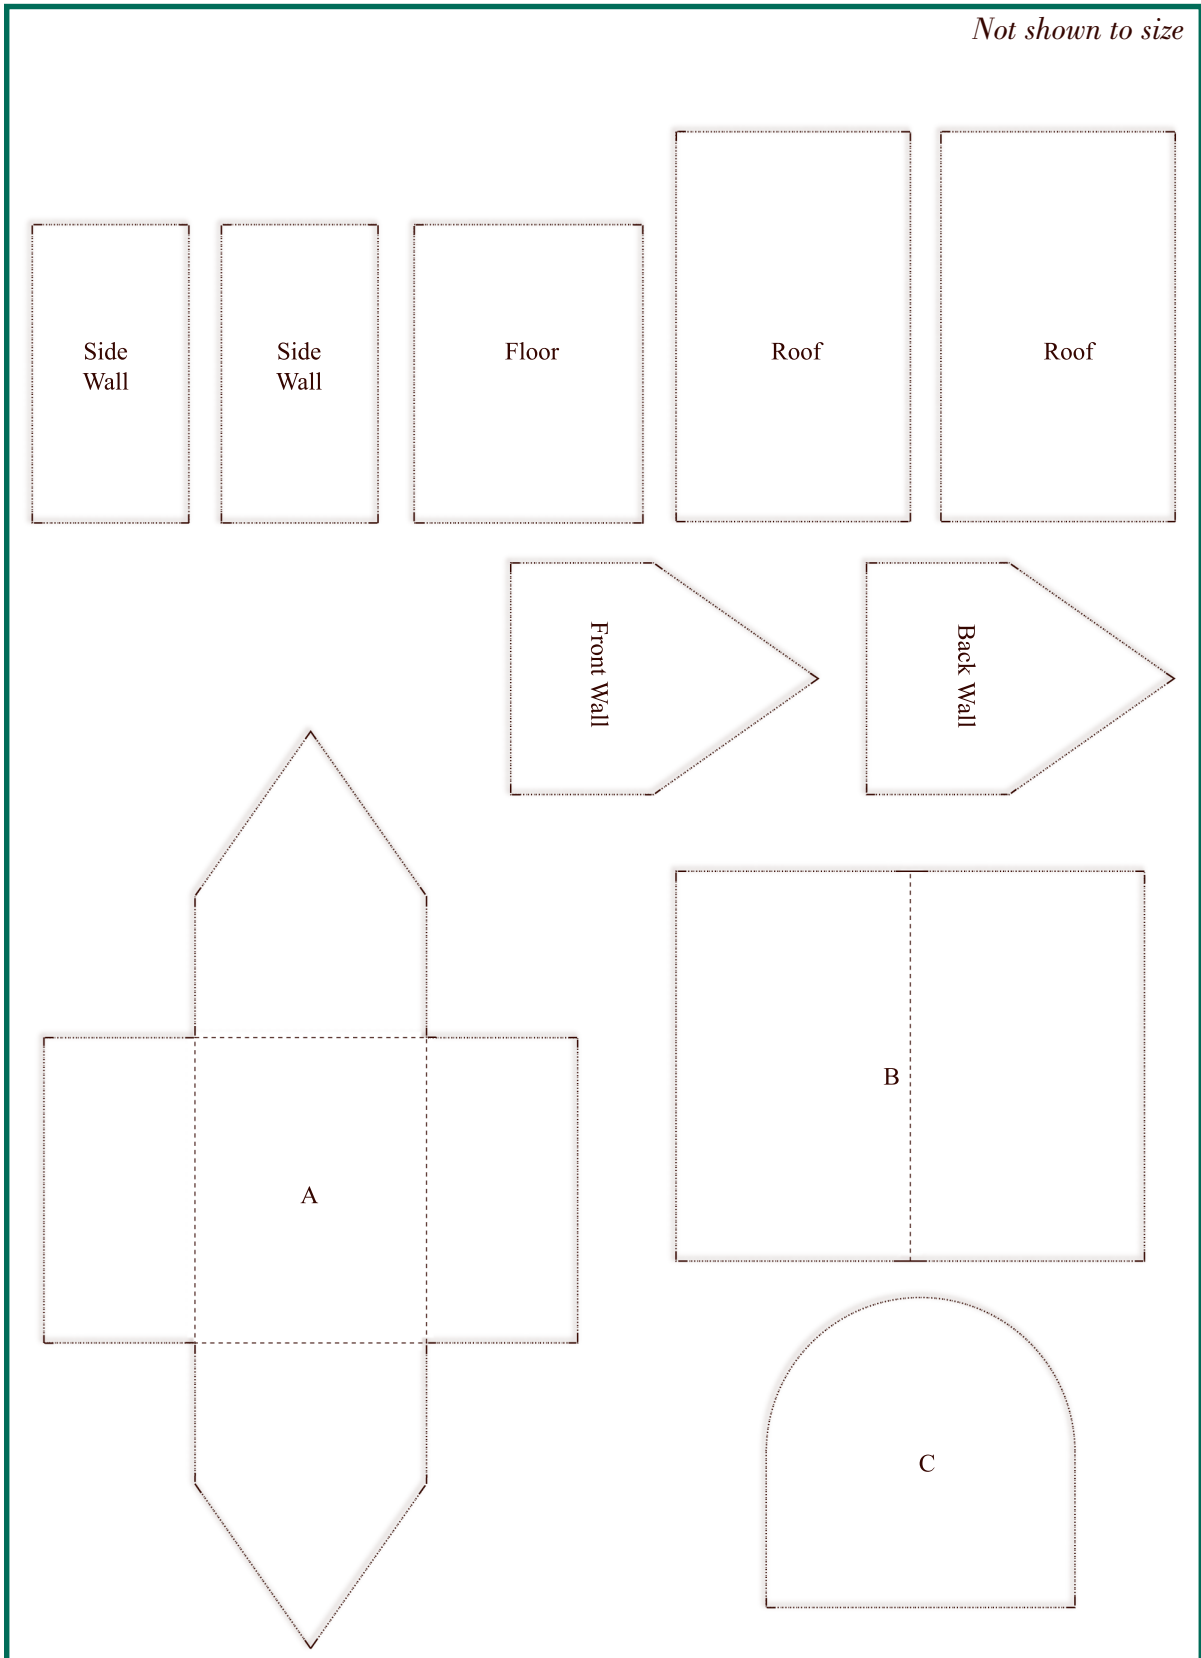 Not shown to size
Side
Wall
Side
Wall
Floor
Roof
Roof
Front Wall
Back Wall
A
B
C